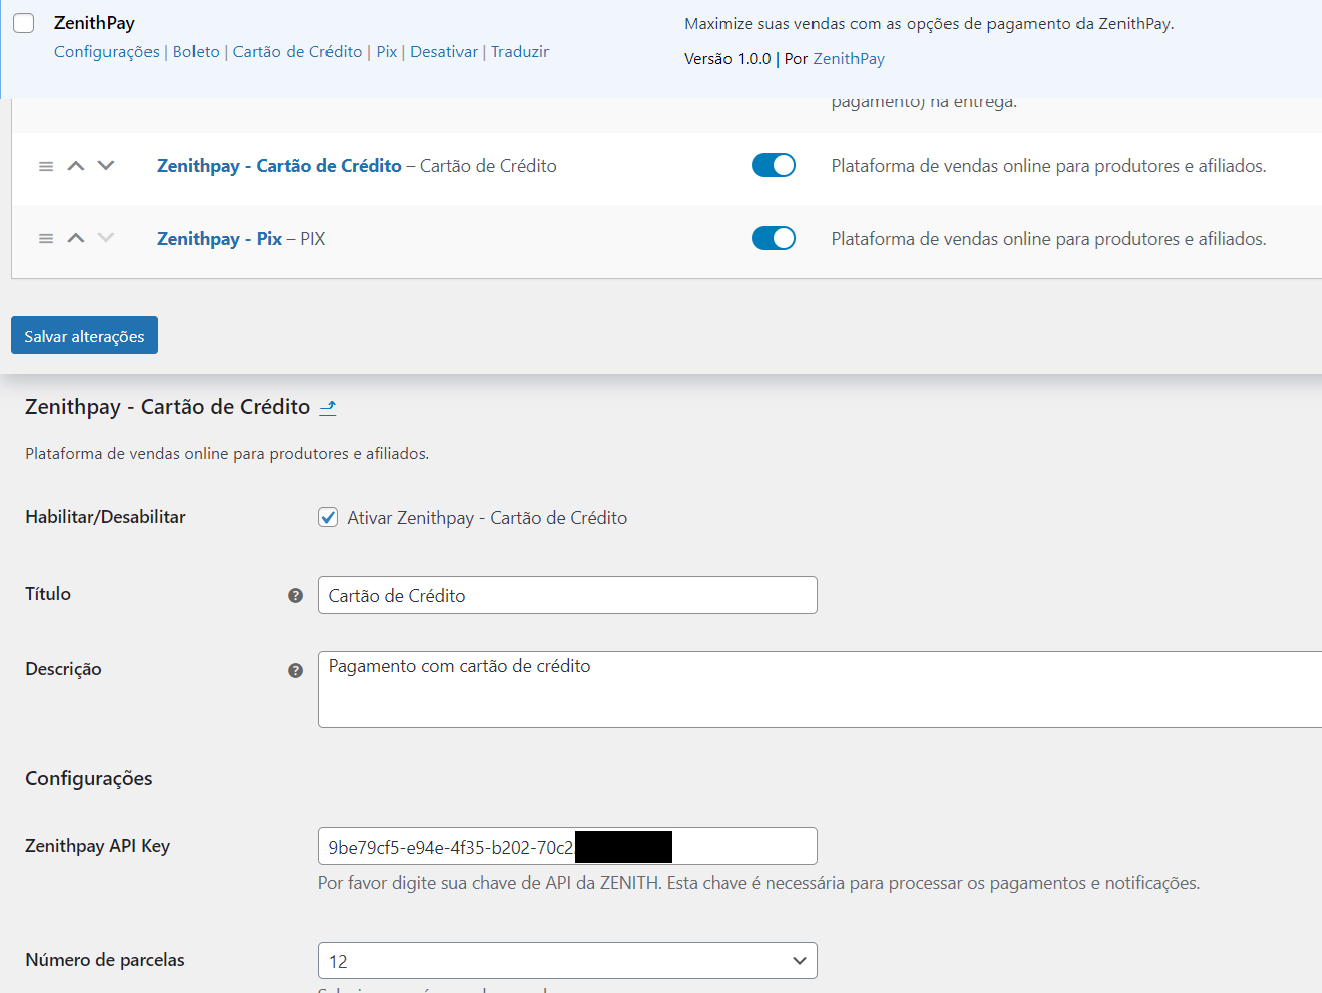 ZenithPay
Configurações | Boleto | Cartão de Crédito | Pix | Desativar | Traduzir
Maximize suas vendas com as opções de pagamento da ZenithPay.
Versão 1.0.0 | Por ZenithPay
pagamento) na entrega.
Zenithpay - Cartão de Crédito – Cartão de Crédito
Plataforma de vendas online para produtores e afiliados.
Zenithpay - Pix – PIX
Plataforma de vendas online para produtores e afiliados.
Salvar alterações
Zenithpay - Cartão de Crédito
Plataforma de vendas online para produtores e afiliados.
Habilitar/Desabilitar
Ativar Zenithpay - Cartão de Crédito
Título
Cartão de Crédito
Descrição
Pagamento com cartão de crédito
Configurações
Zenithpay API Key
9be79cf5-e94e-4f35-b202-70c2
Por favor digite sua chave de API da ZENITH. Esta chave é necessária para processar os pagamentos e notificações.
Número de parcelas
12